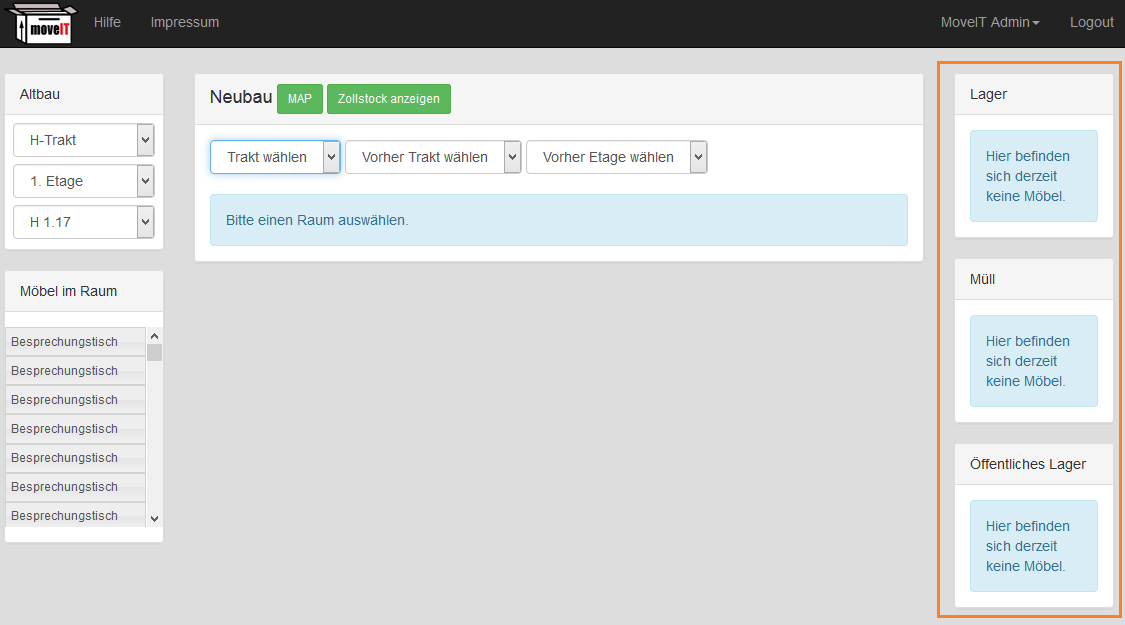 moveIT
Hilfe
Impressum
MoveIT Admin
Logout
Altbau
H-Trakt
1. Etage
H 1.17
Möbel im Raum
Besprechungstisch
Besprechungstisch
Besprechungstisch
Besprechungstisch
Besprechungstisch
Besprechungstisch
Besprechungstisch
Neubau
MAP
Zollstock anzeigen
Trakt wählen
Vorher Trakt wählen
Vorher Etage wählen
Bitte einen Raum auswählen.
Lager
Hier befinden
sich derzeit
keine Möbel.
Müll
Hier befinden
sich derzeit
keine Möbel.
Öffentliches Lager
Hier befinden
sich derzeit
keine Möbel.